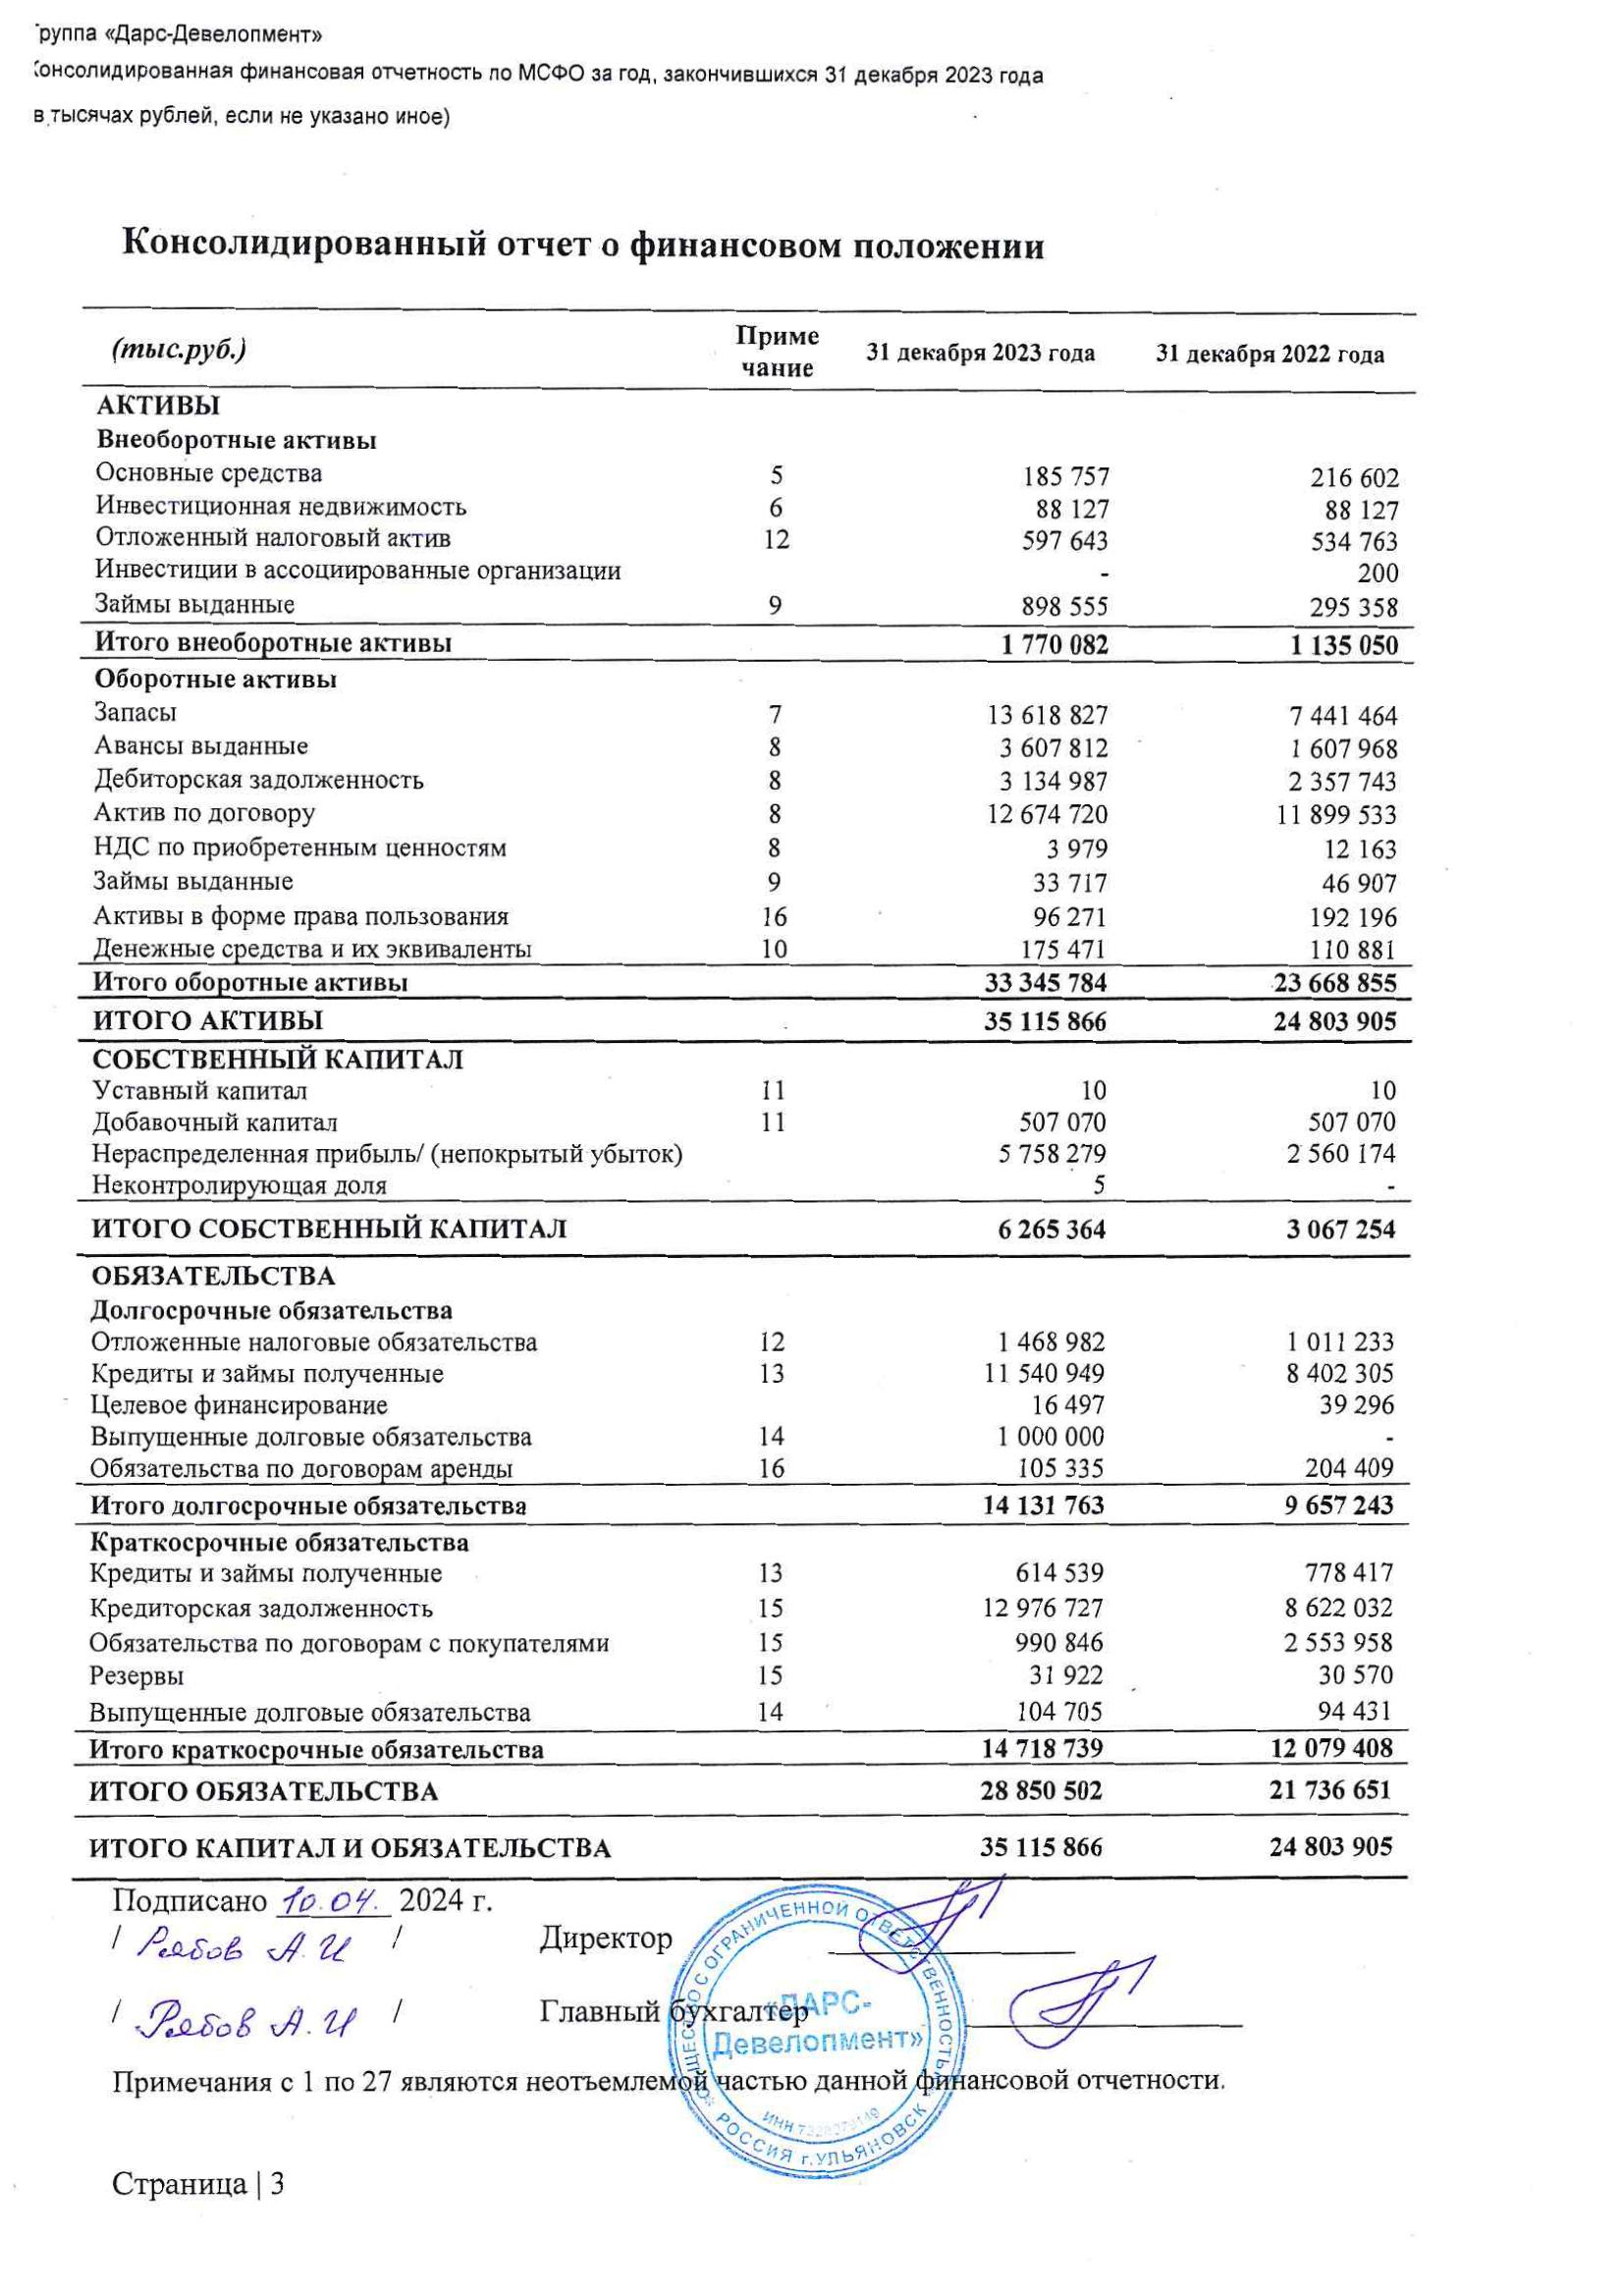 руппа «Дарс-Девелопмент»
онсолидированная финансовая отчетность по МСФО за год, закончившихся 31 декабря 2023 года
в тысячах рублей, если не указано иное)
Консолидированный отчет о финансовом положении
(тыс.руб.) Приме чание 31 декабря 2023 года 31 декабря 2022 года
АКТИВЫ
Внеоборотные активы
Основные средства 5 185 757 216 602
Инвестиционная недвижимость 6 88 127 88 127
Отложенный налоговый актив 12 597 643 534 763
Инвестиции в ассоциированные организации - 200
Займы выданные 9 898 555 295 358
Итого внеоборотные активы 1 770 082 1 135 050
Оборотные активы
Запасы 7 13 618 827 7 441 464
Авансы выданные 8 3 607 812 1 607 968
Дебиторская задолженность 8 3 134 987 2 357 743
Актив по договору 8 12 674 720 11 899 533
НДС по приобретенным ценностям 8 3 979 12 163
Займы выданные 9 33 717 46 907
Активы в форме права пользования 16 96 271 192 196
Денежные средства и их эквиваленты 10 175 471 110 881
Итого оборотные активы 33 345 784 23 668 855
ИТОГО АКТИВЫ 35 115 866 24 803 905
СОБСТВЕННЫЙ КАПИТАЛ
Уставный капитал 11 10 10
Добавочный капитал 11 507 070 507 070
Нераспределенная прибыль/ (непокрытый убыток) 5 758 279 2 560 174
Неконтролирующая доля 5 -
ИТОГО СОБСТВЕННЫЙ КАПИТАЛ 6 265 364 3 067 254
ОБЯЗАТЕЛЬСТВА
Долгосрочные обязательства
Отложенные налоговые обязательства 12 1 468 982 1 011 233
Кредиты и займы полученные 13 11 540 949 8 402 305
Целевое финансирование 16 497 39 296
Выпущенные долговые обязательства 14 1 000 000 -
Обязательства по договорам аренды 16 105 335 204 409
Итого долгосрочные обязательства 14 131 763 9 657 243
Краткосрочные обязательства
Кредиты и займы полученные 13 614 539 778 417
Кредиторская задолженность 15 12 976 727 8 622 032
Обязательства по договорам с покупателями 15 990 846 2 553 958
Резервы 15 31 922 30 570
Выпущенные долговые обязательства 14 104 705 94 431
Итого краткосрочные обязательства 14 718 739 12 079 408
ИТОГО ОБЯЗАТЕЛЬСТВА 28 850 502 21 736 651
ИТОГО КАПИТАЛ И ОБЯЗАТЕЛЬСТВА 35 115 866 24 803 905
Подписано 10.04. 2024 г.
/ Рябов А.И / Директор
/ Рябов А.И / Главный бухгалтер
ОБЩЕСТВО С ОГРАНИЧЕННОЙ ОТВЕТСТВЕННОСТЬЮ
«ДАРС-
Девелопмент»
ИНН
РОССИЯ г.УЛЬЯНОВСК
Примечания с 1 по 27 являются неотъемлемой частью данной финансовой отчетности.
Страница | 3